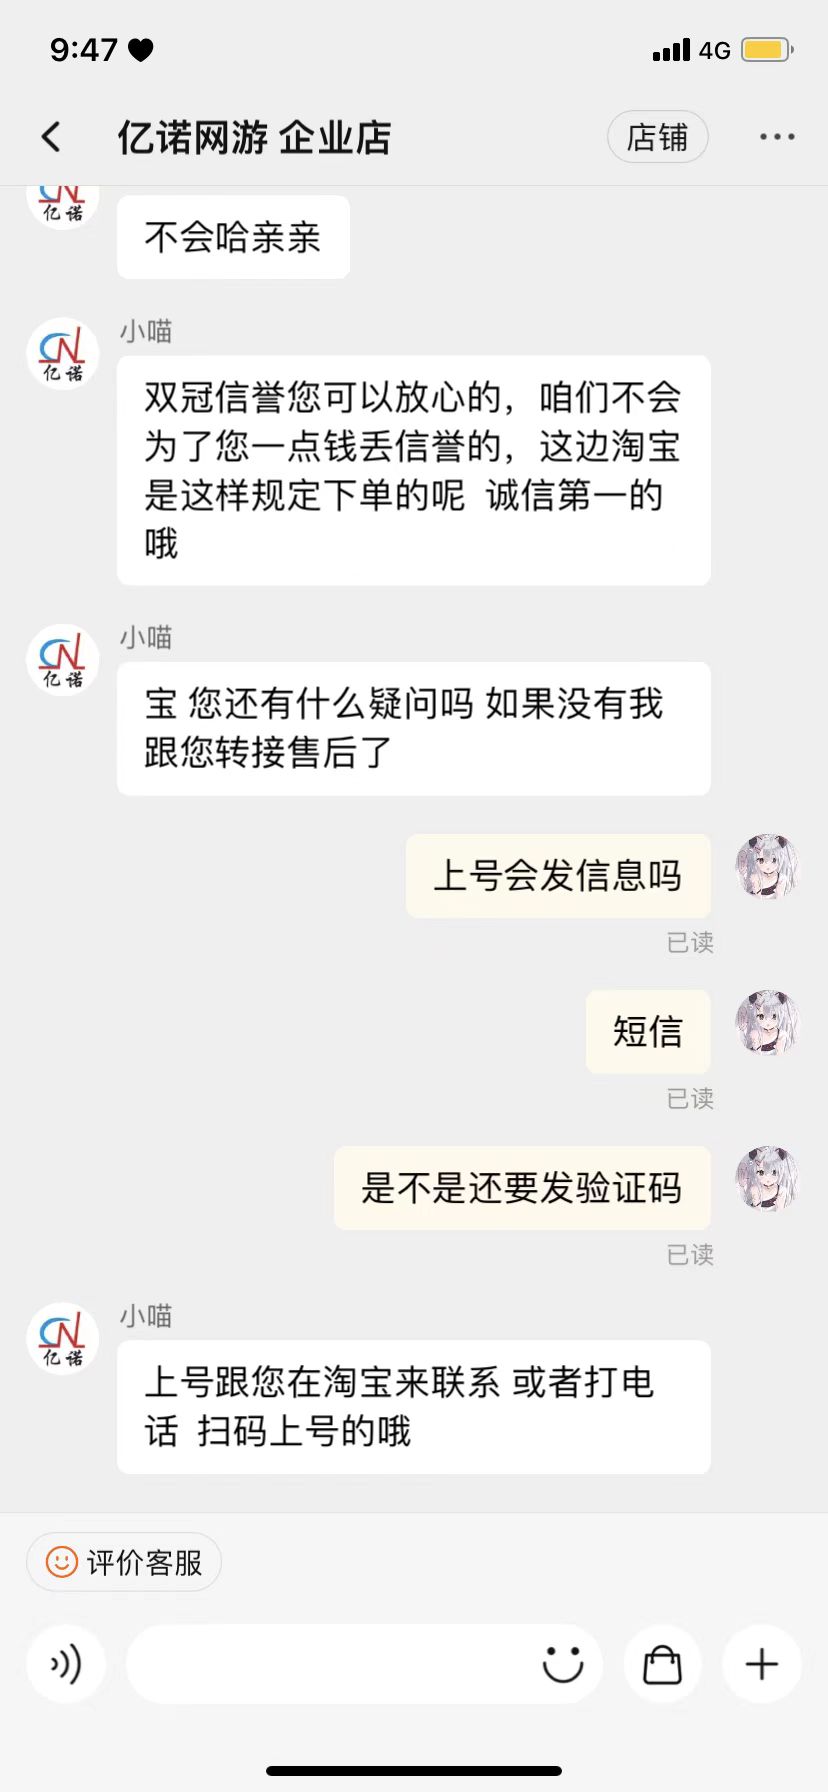 9:47
4G
亿诺网游 企业店
店铺
亿诺
不会哈亲亲
小喵
亿诺
双冠信誉您可以放心的，咱们不会
为了您一点钱丢信誉的，这边淘宝
是这样规定下单的呢 诚信第一的
哦
小喵
亿诺
宝 您还有什么疑问吗 如果没有我
跟您转接售后了
上号会发信息吗
已读
短信
已读
是不是还要发验证码
已读
小喵
亿诺
上号跟您在淘宝来联系 或者打电
话 扫码上号的哦
评价客服